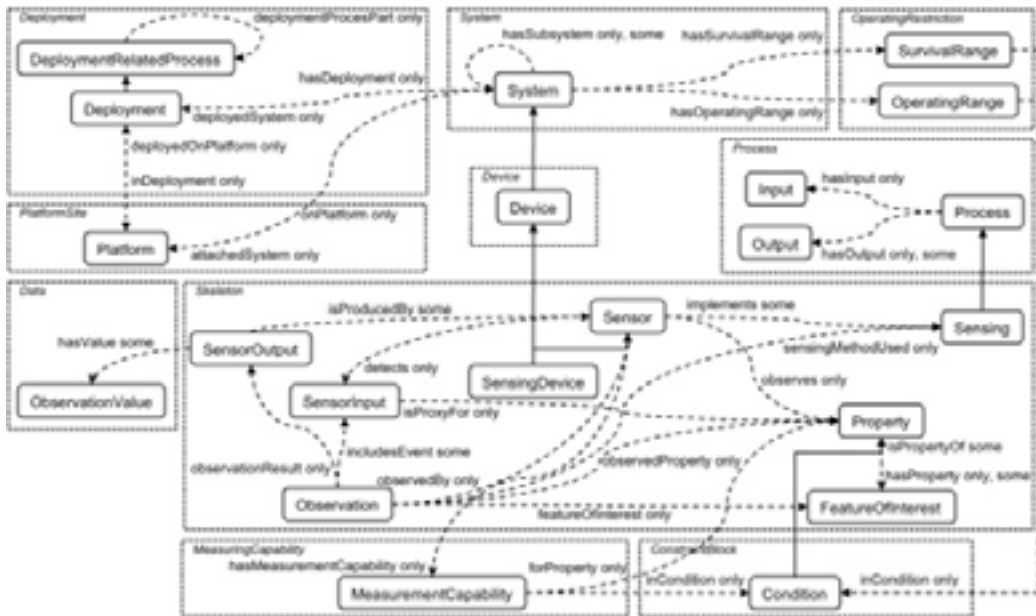 Deployment
deploymentProcesPart only
DeploymentRelatedProcess
Deployment
hasDeployment only
deployedSystem only
deployedOnPlatform only
inDeployment only
System
hasSubsystem only, some
hasSurvivalRange only
System
hasOperatingRange only
OperatingRestriction
SurvivalRange
OperatingRange
PlatformSite
onPlatform only
Platform
attachedSystem only
Device
Device
Process
hasInput only
Input
Process
Output
hasOutput only, some
Data
hasValue some
ObservationValue
Skeleton
isProducedBy some
Sensor
implements some
Sensing
SensorOutput
sensingMethodUsed only
detects only
SensingDevice
observes only
SensorInput
isProxyFor only
Property
isPropertyOf some
includesEvent some
observedProperty only
observationResult only
observedBy only
hasProperty only, some
Observation
featureOfInterest only
FeatureOfInterest
MeasuringCapability
hasMeasurementCapability only
forProperty only
MeasurementCapability
ConstraintBlock
inCondition only
Condition
inCondition only